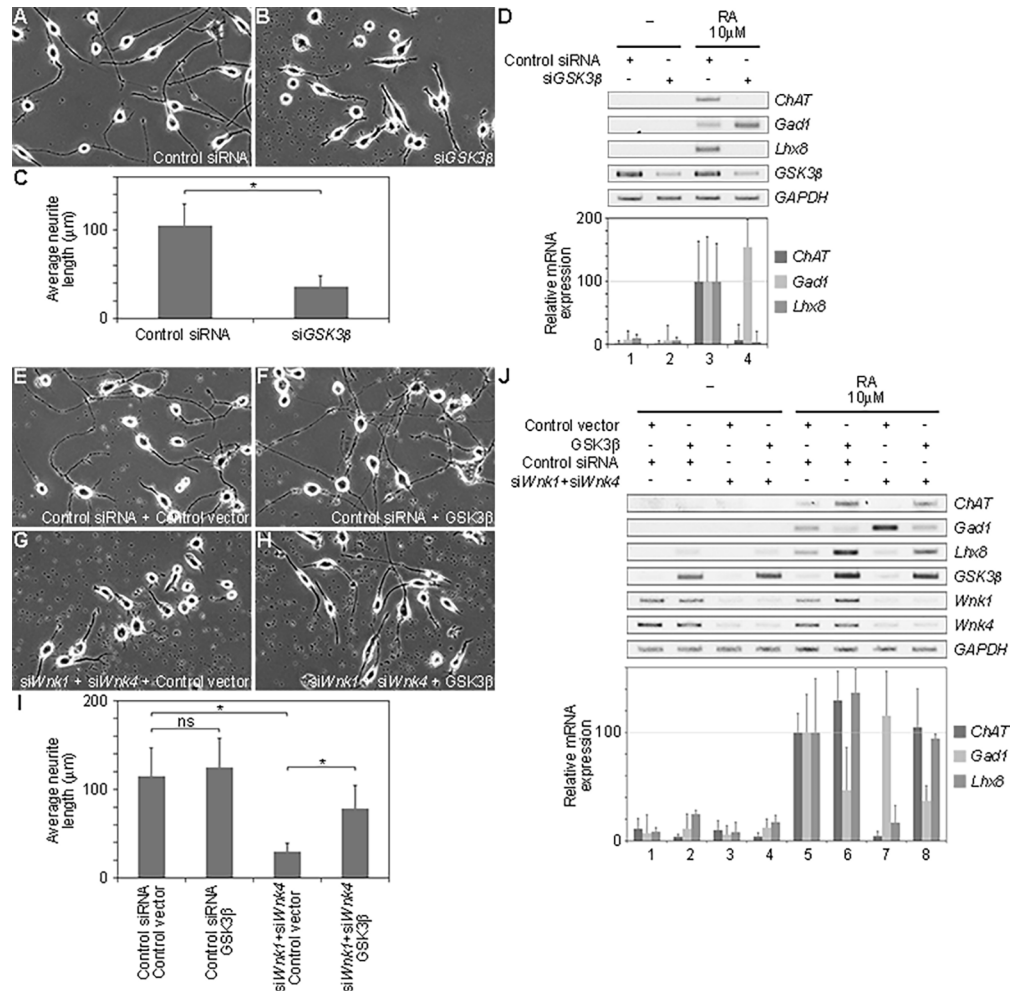 A
Control siRNA
B
siGSK3β
C
Average neurite
length (μm)
100
0
Control siRNA
siGSK3β
*
D
–
RA
10μM
Control siRNA + - + -
siGSK3β - + - +
ChAT
Gad1
Lhx8
GSK3β
GAPDH
Relative mRNA
expression
200
100
0
1 2 3 4
ChAT
Gad1
Lhx8
E
Control siRNA + Control vector
F
Control siRNA + GSK3β
G
siWnk1 + siWnk4 + Control vector
H
siWnk1 + siWnk4 + GSK3β
I
Average neurite
length (μm)
200
100
0
*
ns
*
Control siRNA
Control vector
Control siRNA
GSK3β
siWnk1+siWnk4
Control vector
siWnk1+siWnk4
GSK3β
J
–
RA
10μM
Control vector + - + - + - + -
GSK3β - + - + - + - +
Control siRNA + + - - + + - -
siWnk1+siWnk4 - - + + - - + +
ChAT
Gad1
Lhx8
GSK3β
Wnk1
Wnk4
GAPDH
Relative mRNA
expression
100
0
1 2 3 4 5 6 7 8
ChAT
Gad1
Lhx8